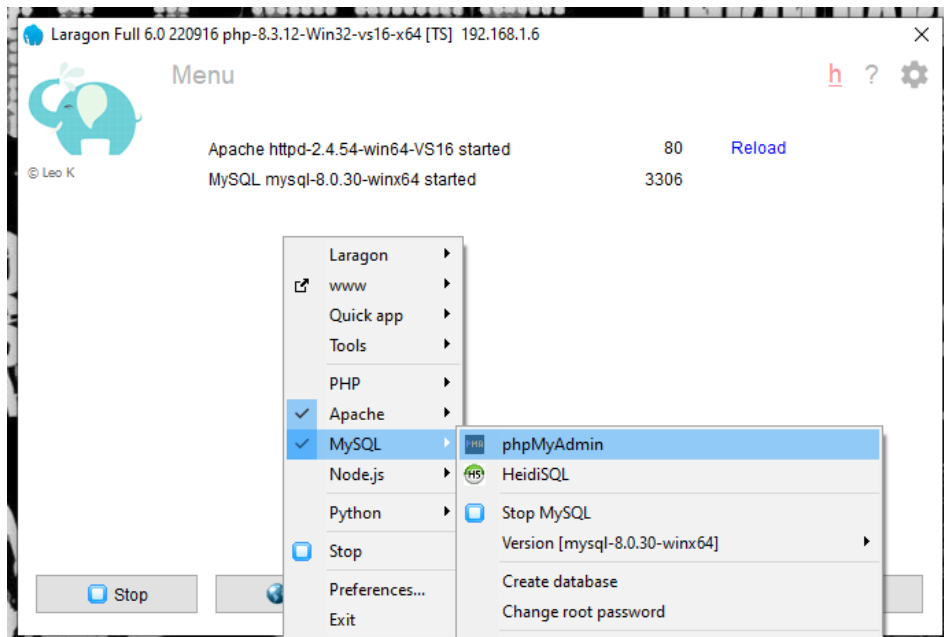 Laragon Full 6.0 220916 php-8.3.12-Win32-vs16-x64 [TS] 192.168.1.6
Menu
h ?
© Leo K
Apache httpd-2.4.54-win64-VS16 started 80 Reload
MySQL mysql-8.0.30-winx64 started 3306
Laragon
www
Quick app
Tools
PHP
Apache
MySQL
Node.js
Python
Stop
Preferences...
Exit
phpMyAdmin
HeidiSQL
Stop MySQL
Version [mysql-8.0.30-winx64]
Create database
Change root password
Stop